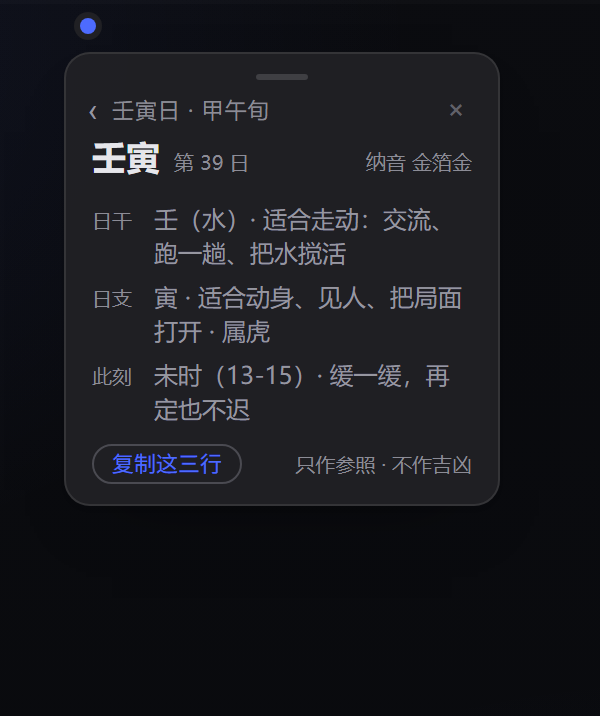 ‹ 壬寅日 · 甲午旬 ×
壬寅 第 39 日 纳音 金箔金
日干 壬（水）· 适合走动：交流、
跑一趟、把水搅活
日支 寅 · 适合动身、见人、把局面
打开 · 属虎
此刻 未时（13-15）· 缓一缓，再
定也不迟
复制这三行 只作参照 · 不作吉凶